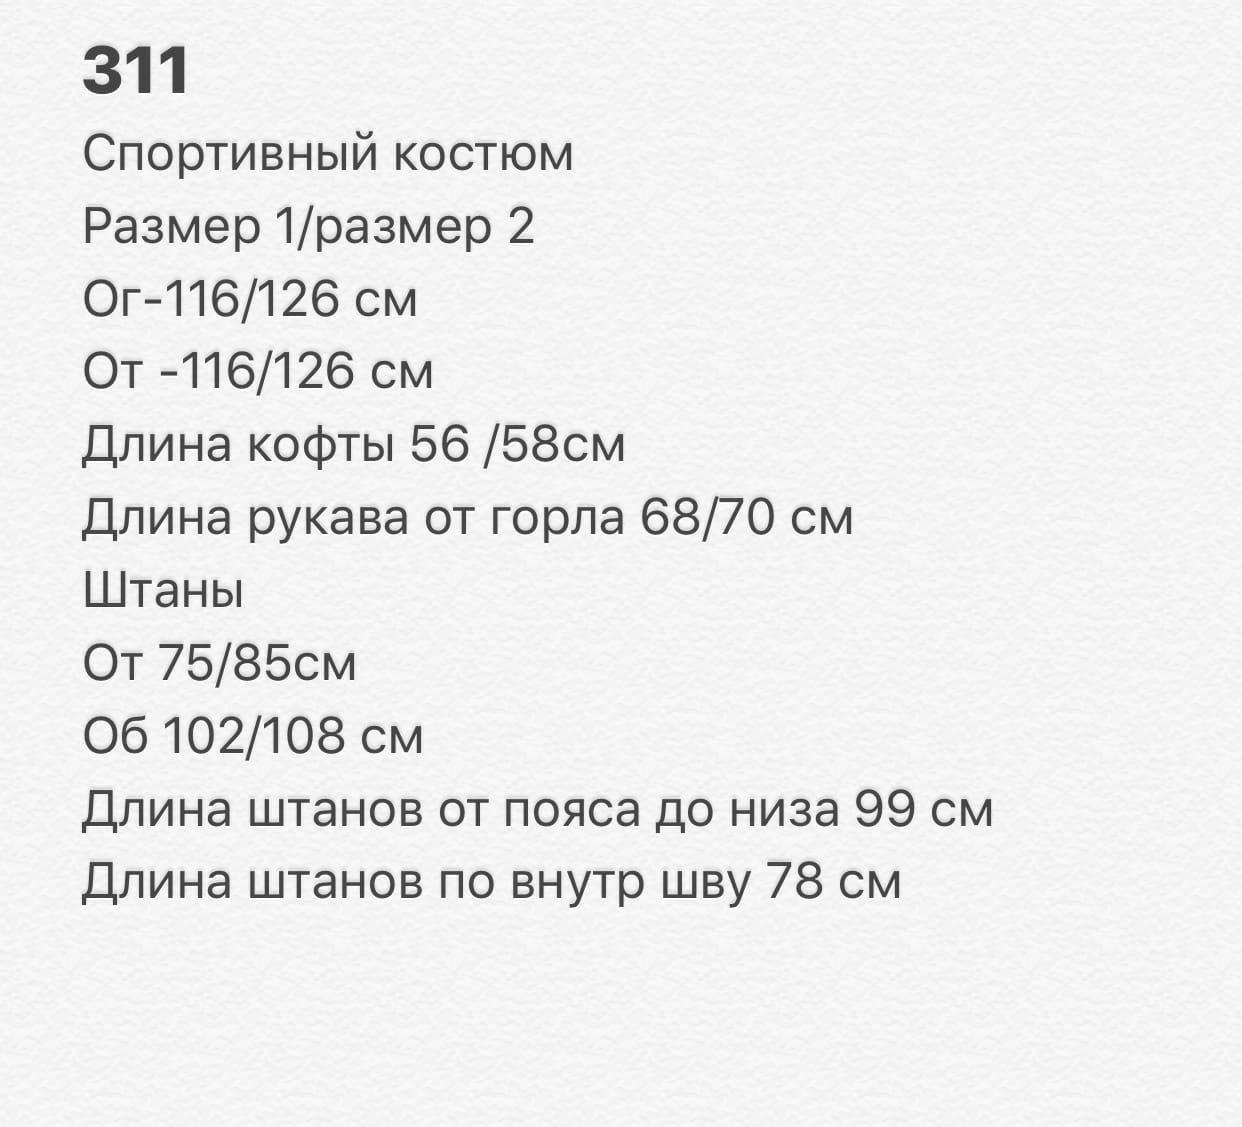 311
Спортивный костюм
Размер 1/размер 2
Ог-116/126 см
От -116/126 см
Длина кофты 56 /58см
Длина рукава от горла 68/70 см
Штаны
От 75/85см
Об 102/108 см
Длина штанов от пояса до низа 99 см
Длина штанов по внутр шву 78 см